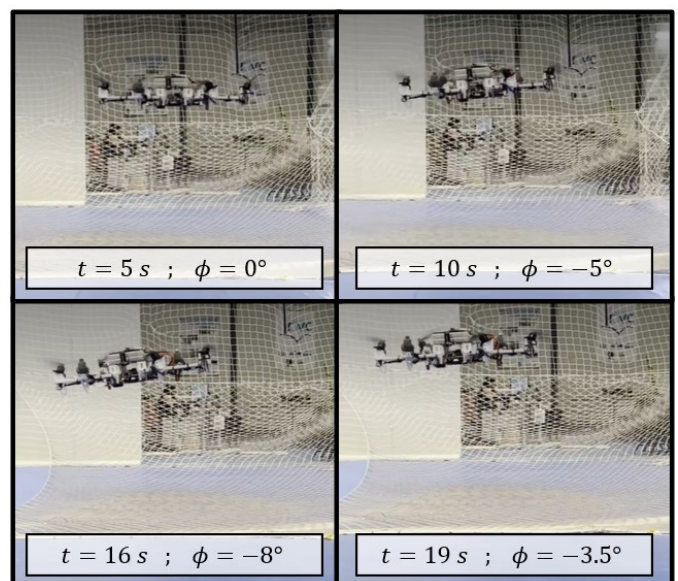 t = 5 s ; ϕ = 0°
t = 10 s ; ϕ = −5°
t = 16 s ; ϕ = −8°
t = 19 s ; ϕ = −3.5°